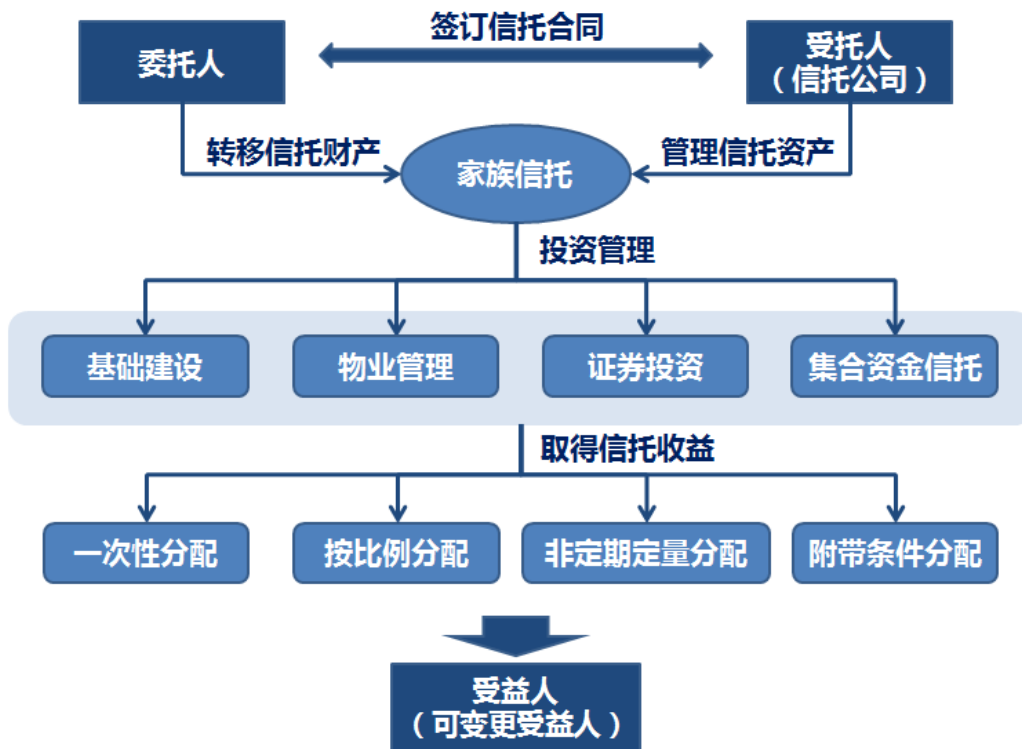 签订信托合同
委托人
受托人
（信托公司）
转移信托财产
管理信托资产
家族信托
投资管理
基础建设
物业管理
证券投资
集合资金信托
取得信托收益
一次性分配
按比例分配
非定期定量分配
附带条件分配
受益人
（可变更受益人）